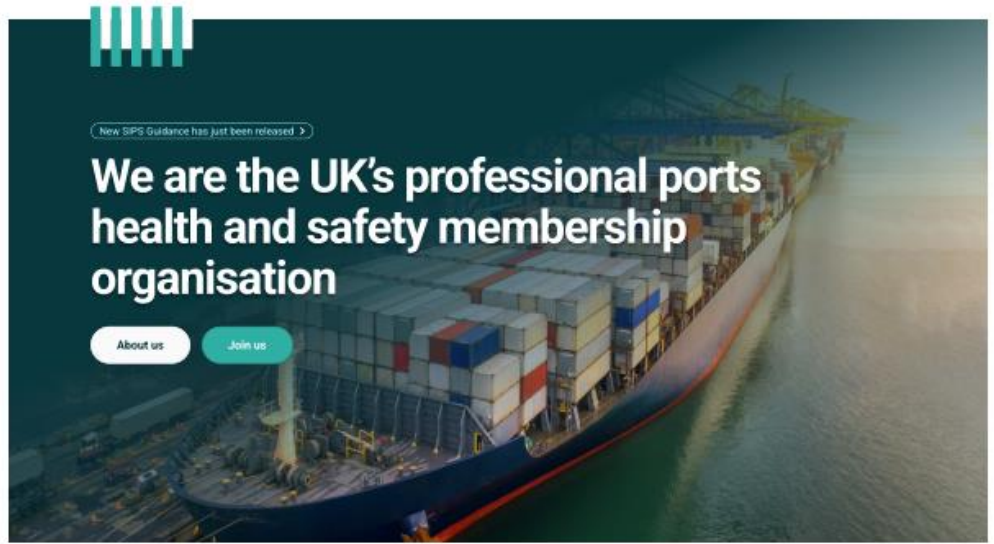 New SIPS Guidance has just been released >
We are the UK's professional ports
health and safety membership
organisation
About us
Join us